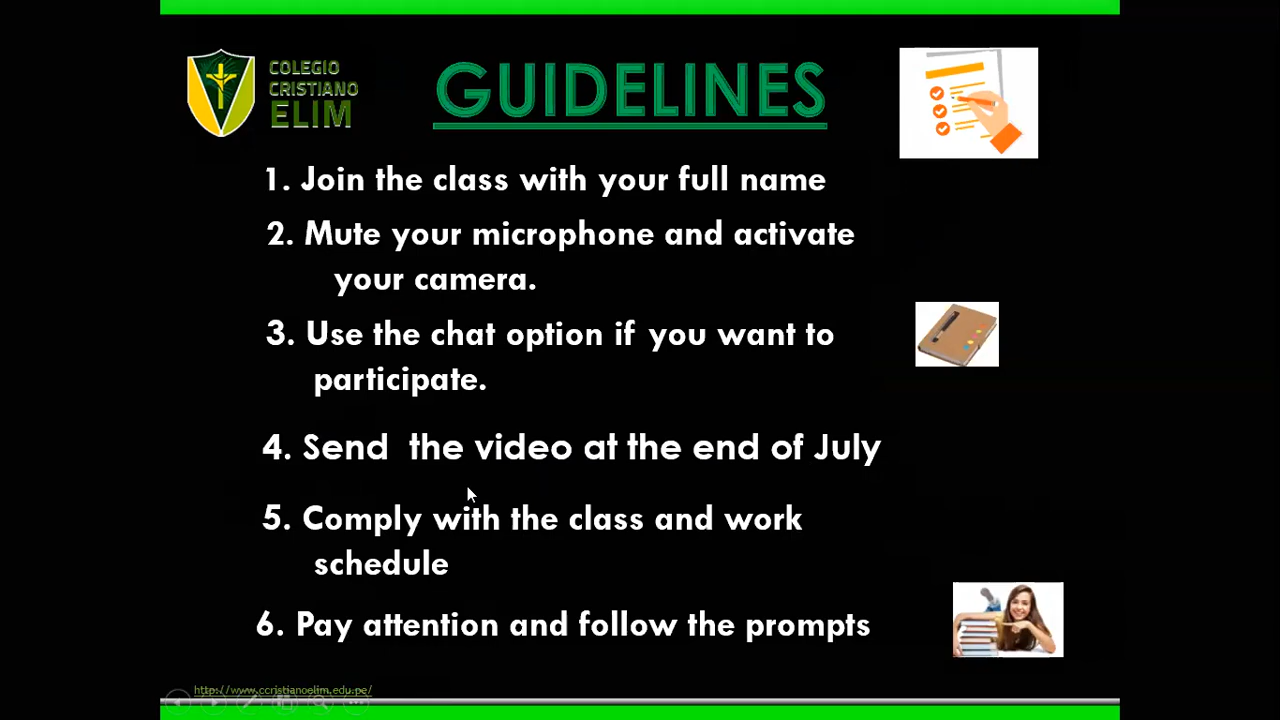 COLEGIO
CRISTIANO
ELIM
GUIDELINES
1. Join the class with your full name
2. Mute your microphone and activate
your camera.
3. Use the chat option if you want to
participate.
4. Send the video at the end of July
5. Comply with the class and work
schedule
6. Pay attention and follow the prompts
http://www.ccristianoelim.edu.pe/